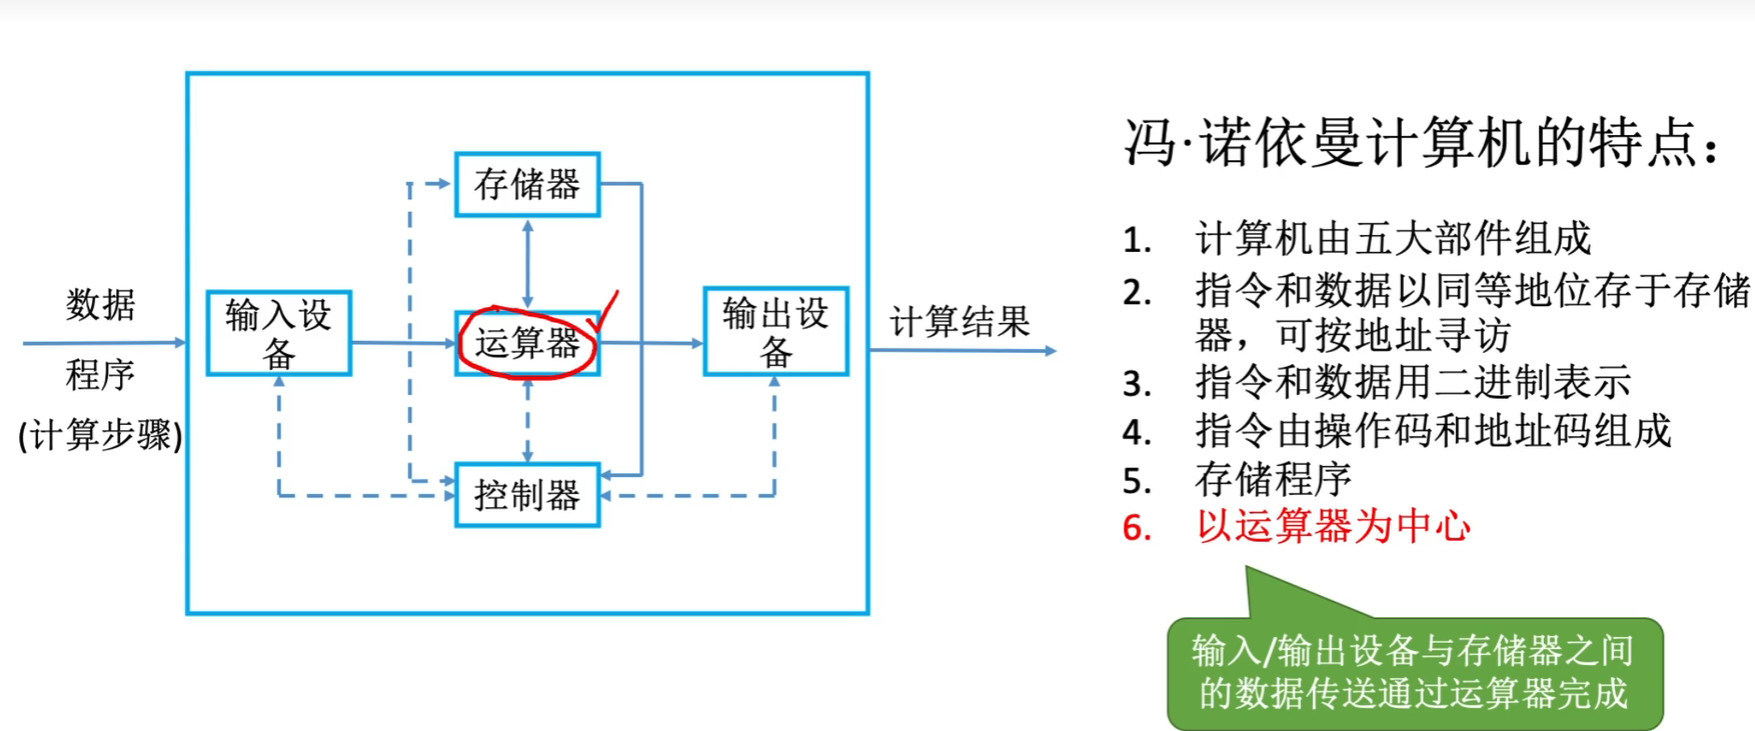 存储器
数据
程序
(计算步骤)
输入设
备
运算器
输出设
备
计算结果
控制器
冯·诺依曼计算机的特点：
1. 计算机由五大部件组成
2. 指令和数据以同等地位存于存储
器，可按地址寻访
3. 指令和数据用二进制表示
4. 指令由操作码和地址码组成
5. 存储程序
6. 以运算器为中心
输入/输出设备与存储器之间
的数据传送通过运算器完成